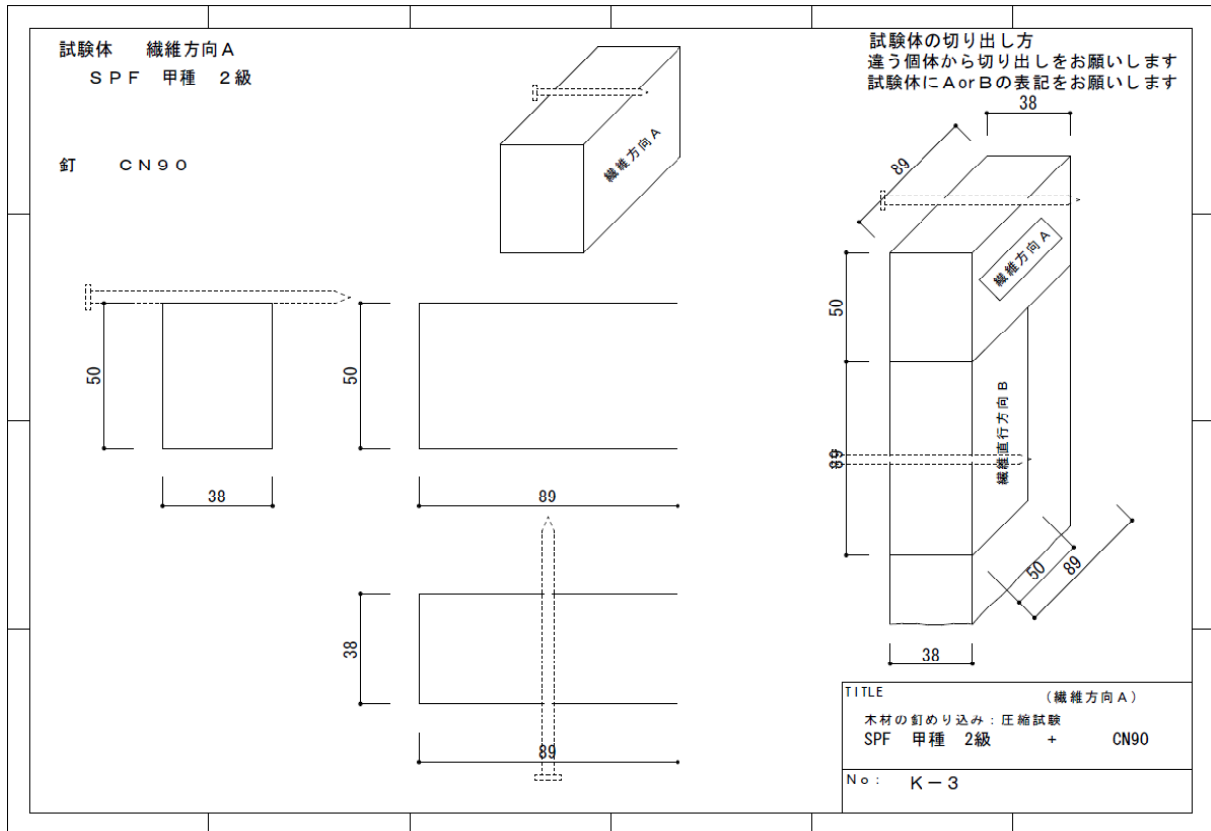 試験体　繊維方向A
SPF　甲種　2級
釘　CN90
繊維方向A
50
38
50
89
38
89
試験体の切り出し方
違う個体から切り出しをお願いします
試験体にAorBの表記をお願いします
38
89
繊維方向A
50
繊維直行方向B
89
50
89
38
TITLE　（繊維方向A）
木材の釘めり込み：圧縮試験
SPF　甲種　2級　+　CN90
No：　K－3